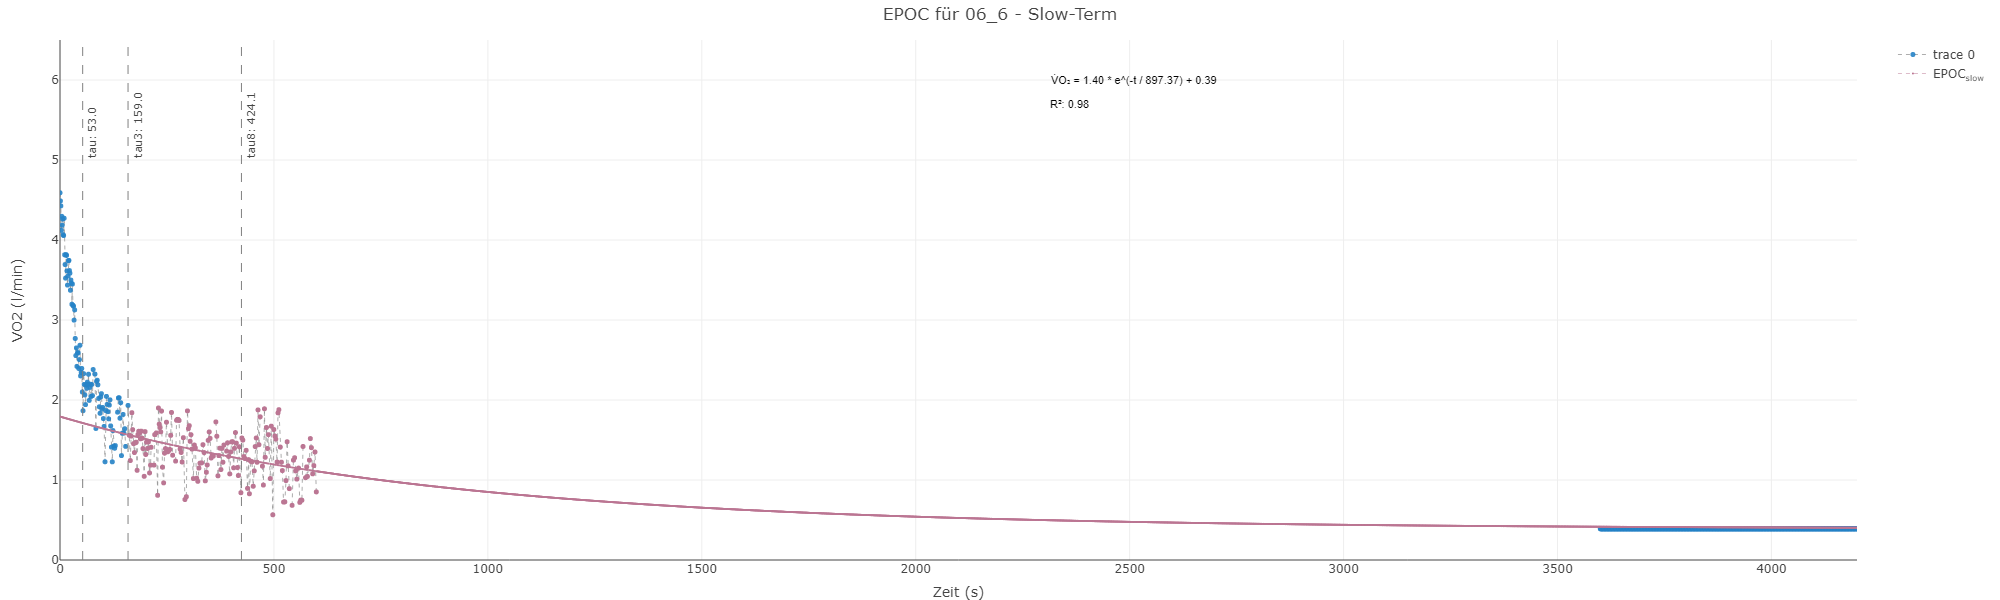 EPOC für 06_6 - Slow-Term
trace 0
EPOCslow
V̇O₂ = 1.40 * e^(-t / 897.37) + 0.39
R²: 0.98
tau: 53.0
tau3: 159.0
tau8: 424.1
VO2 (l/min)
6
5
4
3
2
1
0
0 500 1000 1500 2000 2500 3000 3500 4000
Zeit (s)